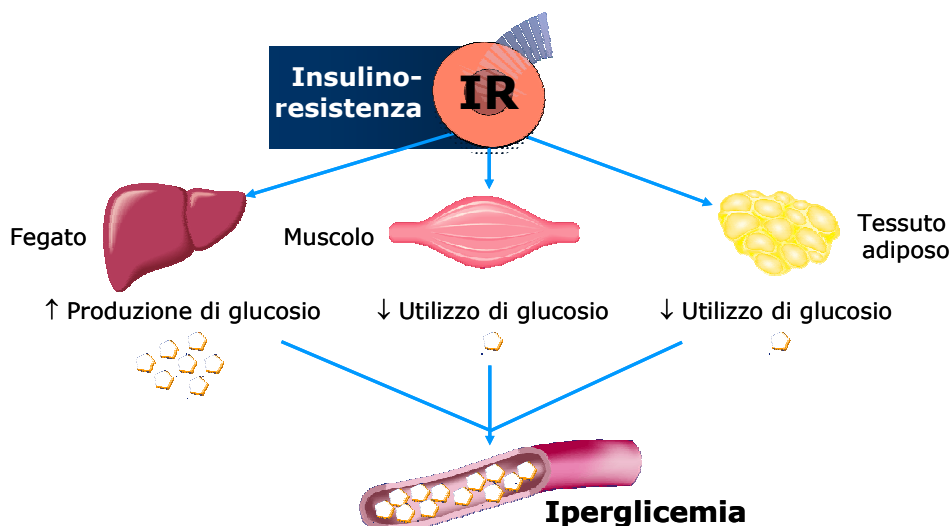 Insulino-
resistenza
IR
Fegato
Muscolo
Tessuto
adiposo
↑ Produzione di glucosio
↓ Utilizzo di glucosio
↓ Utilizzo di glucosio
Iperglicemia